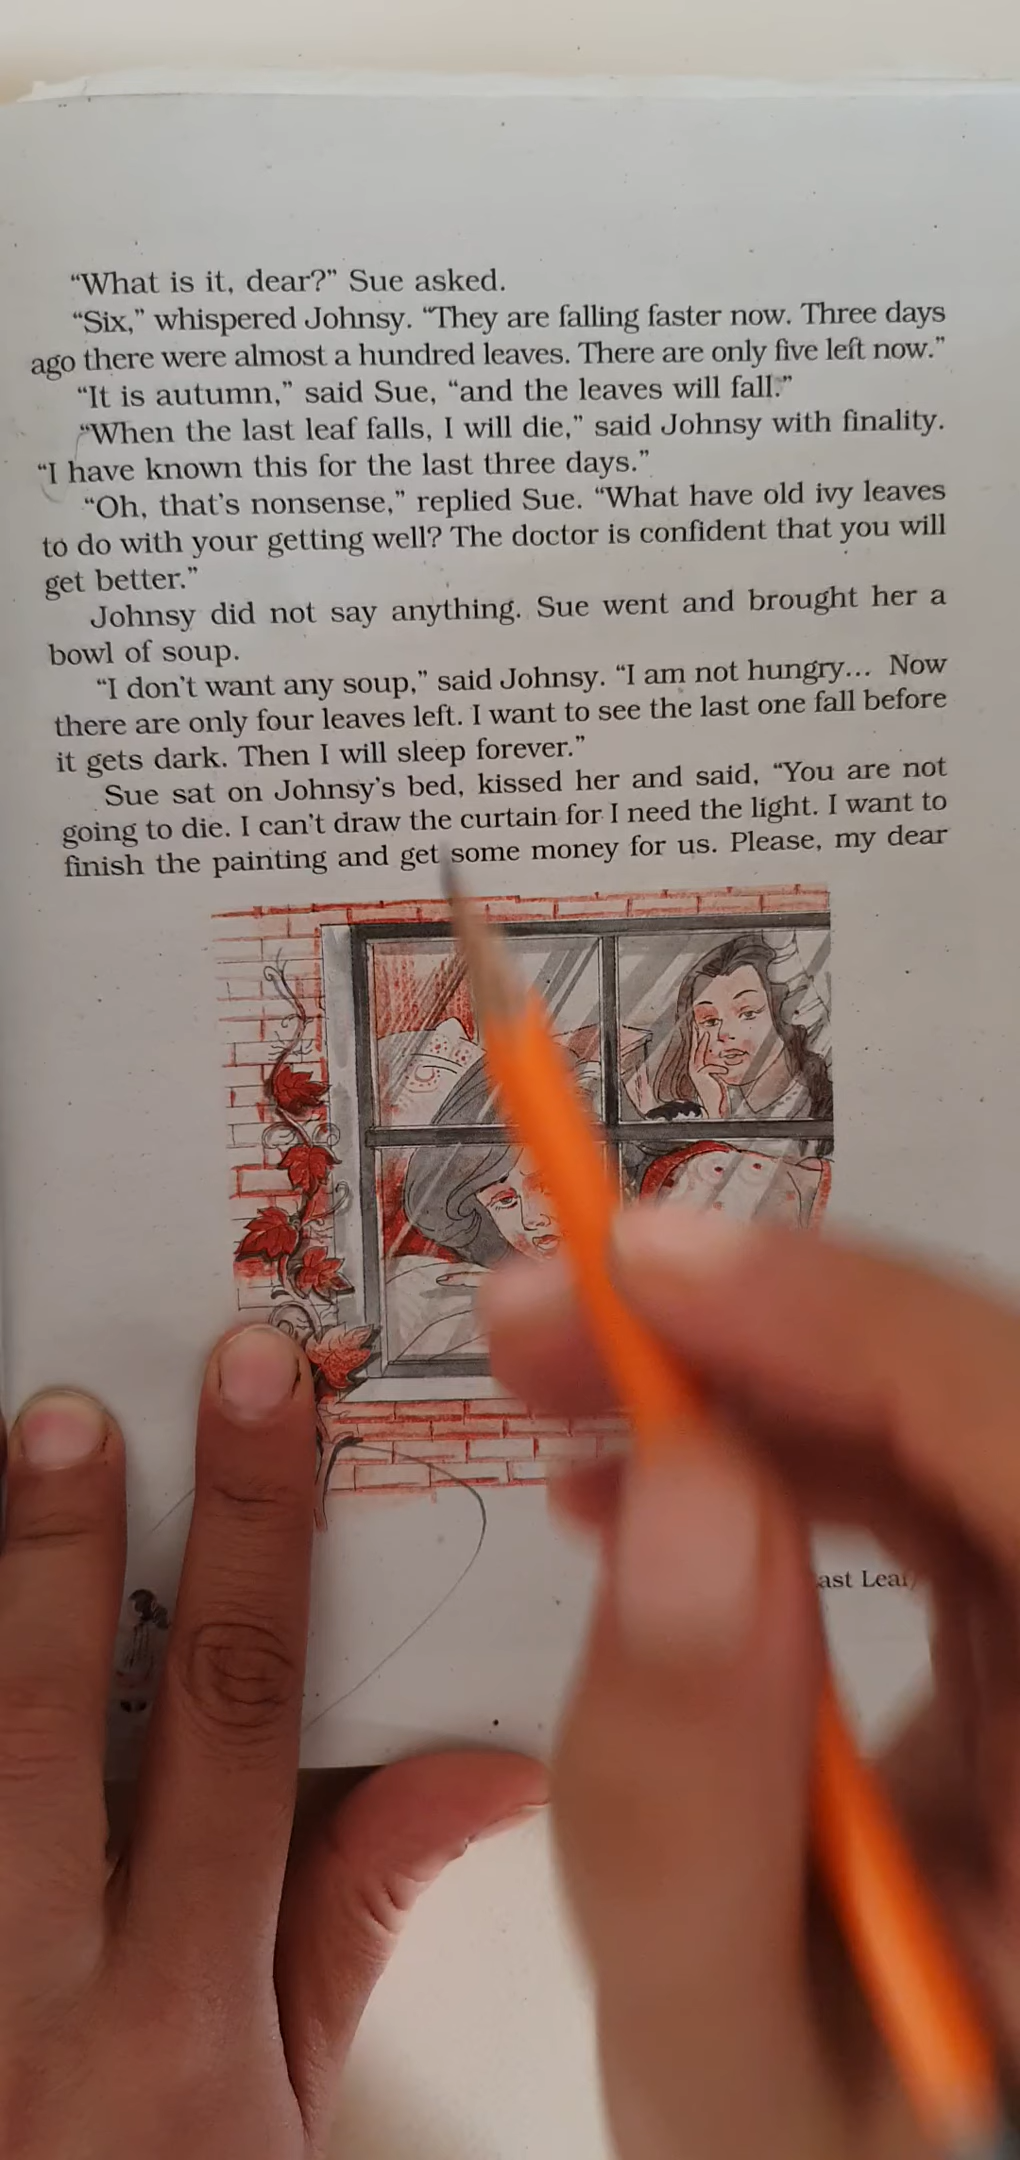 “What is it, dear?” Sue asked.
“Six,” whispered Johnsy. “They are falling faster now. Three days
ago there were almost a hundred leaves. There are only five left now.”
“It is autumn,” said Sue, “and the leaves will fall.”
“When the last leaf falls, I will die,” said Johnsy with finality.
“I have known this for the last three days.”
“Oh, that’s nonsense,” replied Sue. “What have old ivy leaves
to do with your getting well? The doctor is confident that you will
get better.”
Johnsy did not say anything. Sue went and brought her a
bowl of soup.
“I don’t want any soup,” said Johnsy. “I am not hungry... Now
there are only four leaves left. I want to see the last one fall before
it gets dark. Then I will sleep forever.”
Sue sat on Johnsy’s bed, kissed her and said, “You are not
going to die. I can’t draw the curtain for I need the light. I want to
finish the painting and get some money for us. Please, my dear
ast Leaf